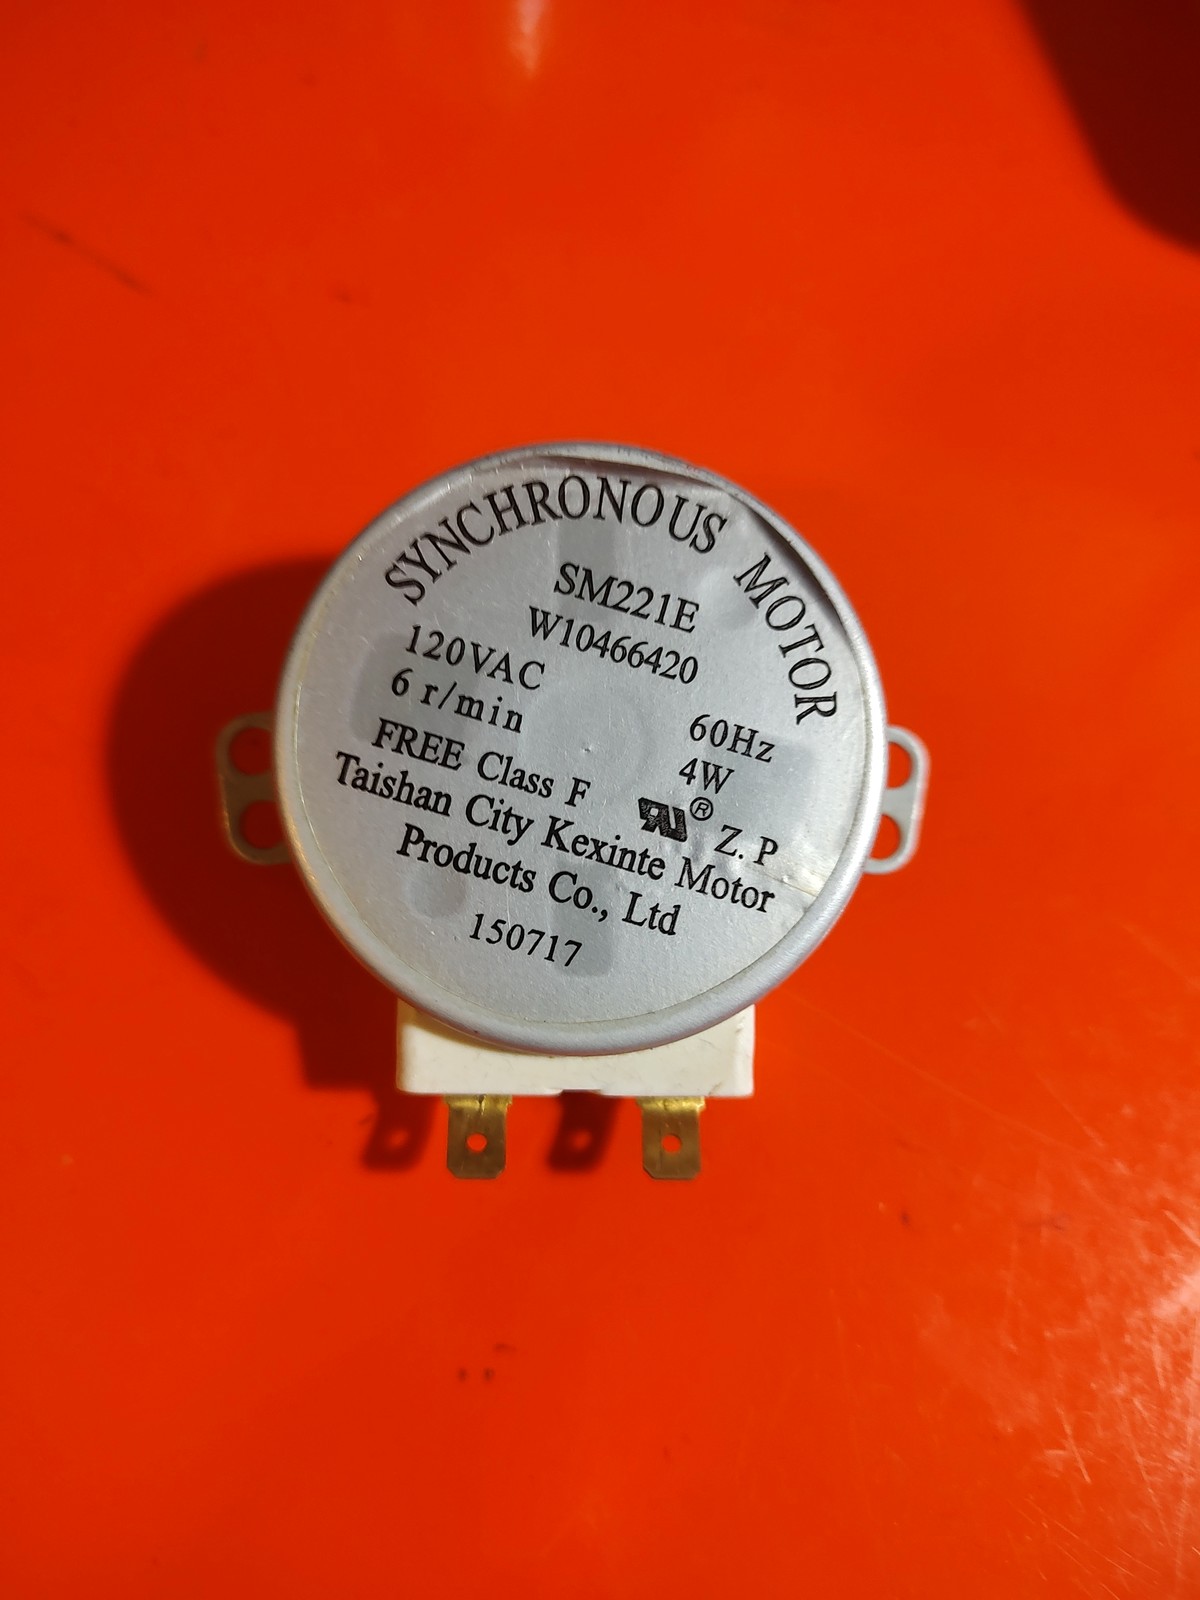 SYNCHRONOUS MOTOR
SM221E
W10466420
120VAC 60Hz
6 r/min 4W
FREE Class F ® Z. P
Taishan City Kexinte Motor
Products Co., Ltd
150717